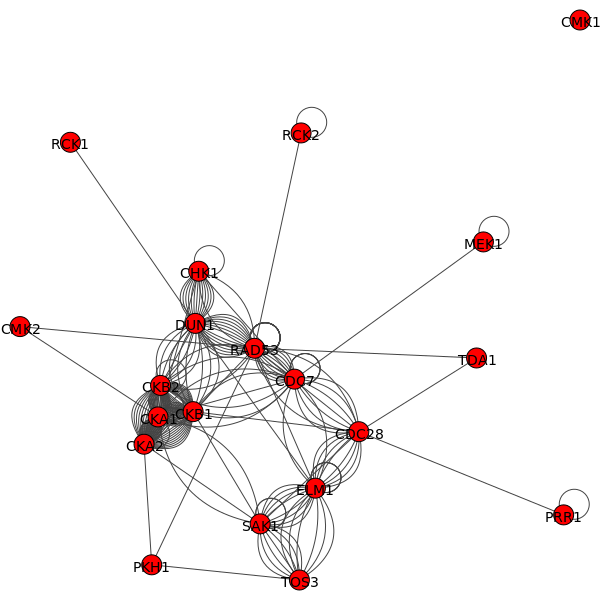 CMK1
RCK2
RCK1
MEK1
CHK1
DUN1
CMK2
RAD53
TDA1
CDC7
CKB2
CKB1
CKA1
CDC28
CKA2
ELM1
PRR1
SAK1
PKH1
TOS3